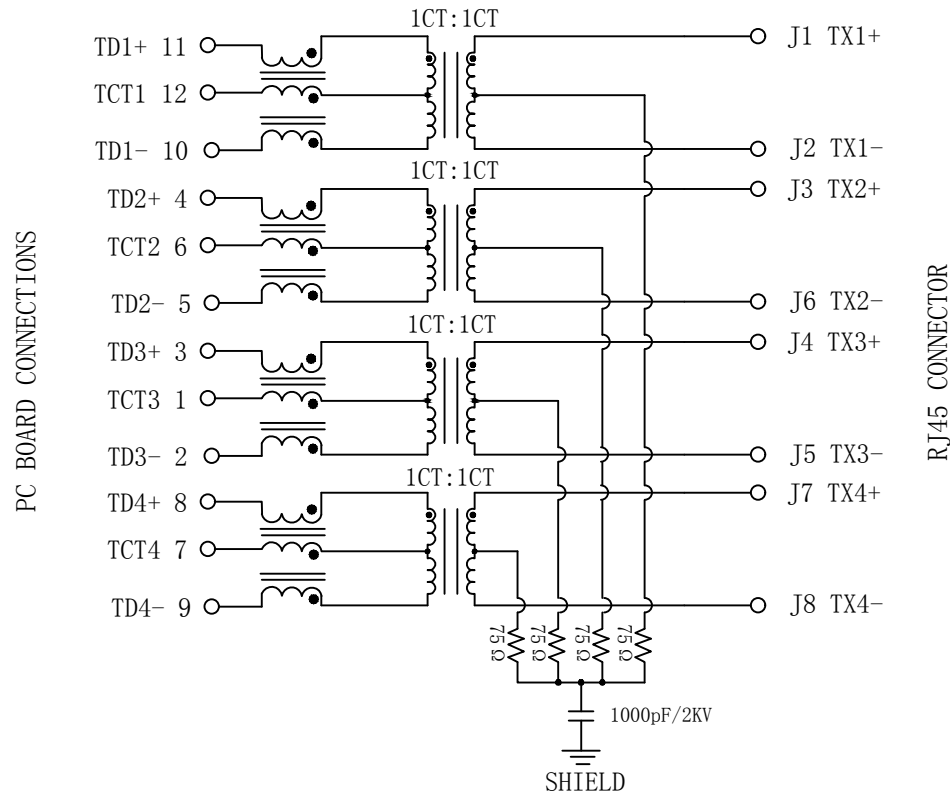 1CT:1CT
TD1+ 11
J1 TX1+
TCT1 12
TD1- 10
J2 TX1-
1CT:1CT
TD2+ 4
J3 TX2+
TCT2 6
TD2- 5
J6 TX2-
1CT:1CT
TD3+ 3
J4 TX3+
TCT3 1
TD3- 2
J5 TX3-
1CT:1CT
TD4+ 8
J7 TX4+
TCT4 7
TD4- 9
J8 TX4-
PC BOARD CONNECTIONS
RJ45 CONNECTOR
75Ω
75Ω
75Ω
75Ω
1000pF/2KV
SHIELD